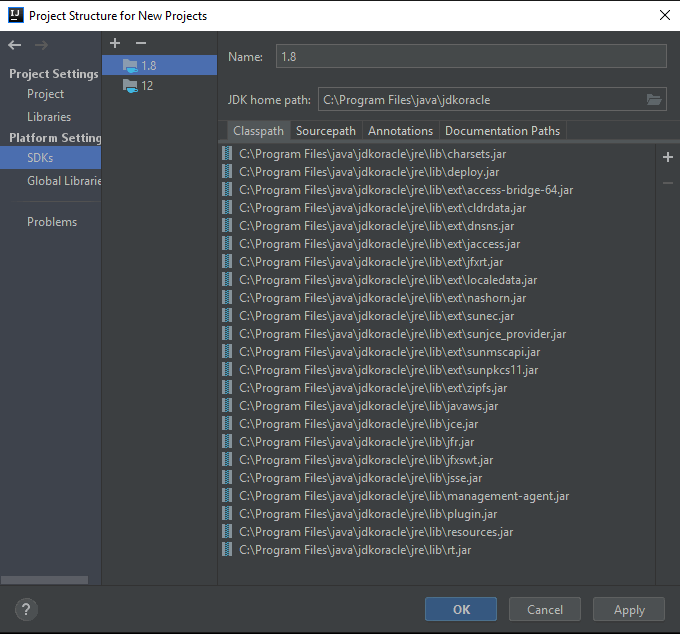 Project Structure for New Projects
Project Settings
Project
Libraries
Platform Setting
SDKs
Global Librarie
Problems
1.8
12
Name: 1.8
JDK home path: C:\Program Files\java\jdkoracle
Classpath Sourcepath Annotations Documentation Paths
C:\Program Files\java\jdkoracle\jre\lib\charsets.jar
C:\Program Files\java\jdkoracle\jre\lib\deploy.jar
C:\Program Files\java\jdkoracle\jre\lib\ext\access-bridge-64.jar
C:\Program Files\java\jdkoracle\jre\lib\ext\cldrdata.jar
C:\Program Files\java\jdkoracle\jre\lib\ext\dnsns.jar
C:\Program Files\java\jdkoracle\jre\lib\ext\jaccess.jar
C:\Program Files\java\jdkoracle\jre\lib\ext\jfxrt.jar
C:\Program Files\java\jdkoracle\jre\lib\ext\localedata.jar
C:\Program Files\java\jdkoracle\jre\lib\ext\nashorn.jar
C:\Program Files\java\jdkoracle\jre\lib\ext\sunec.jar
C:\Program Files\java\jdkoracle\jre\lib\ext\sunjce_provider.jar
C:\Program Files\java\jdkoracle\jre\lib\ext\sunmscapi.jar
C:\Program Files\java\jdkoracle\jre\lib\ext\sunpkcs11.jar
C:\Program Files\java\jdkoracle\jre\lib\ext\zipfs.jar
C:\Program Files\java\jdkoracle\jre\lib\javaws.jar
C:\Program Files\java\jdkoracle\jre\lib\jce.jar
C:\Program Files\java\jdkoracle\jre\lib\jfr.jar
C:\Program Files\java\jdkoracle\jre\lib\jfxswt.jar
C:\Program Files\java\jdkoracle\jre\lib\jsse.jar
C:\Program Files\java\jdkoracle\jre\lib\management-agent.jar
C:\Program Files\java\jdkoracle\jre\lib\plugin.jar
C:\Program Files\java\jdkoracle\jre\lib\resources.jar
C:\Program Files\java\jdkoracle\jre\lib\rt.jar
? OK Cancel Apply